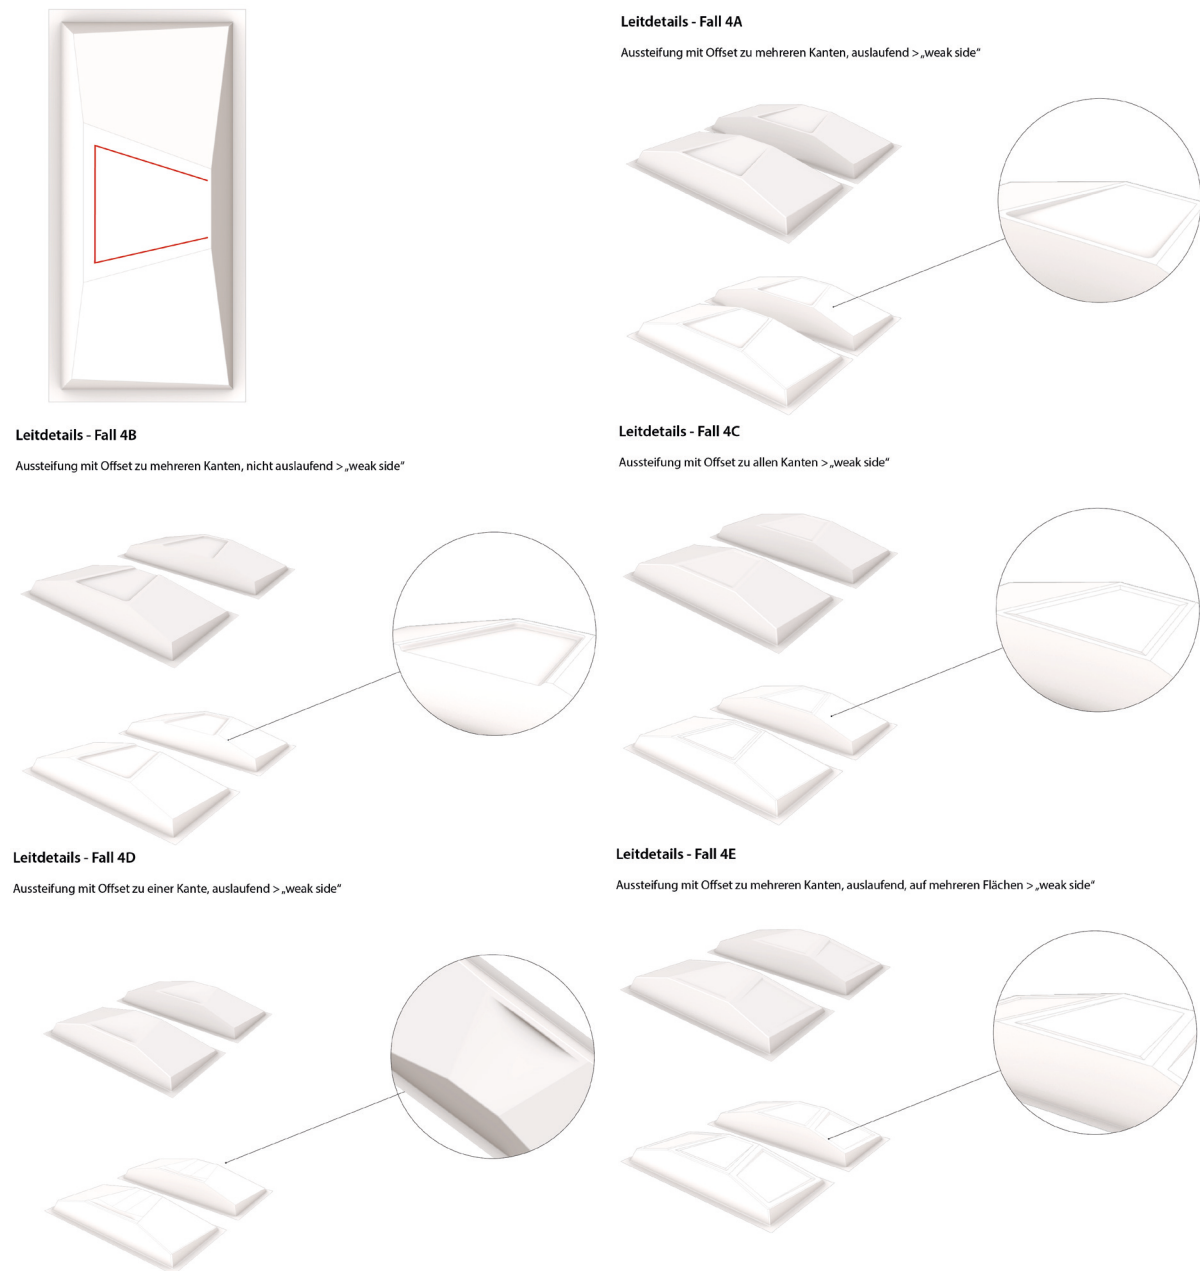 Leitdetails - Fall 4A
Aussteifung mit Offset zu mehreren Kanten, auslaufend > „weak side“
Leitdetails - Fall 4B
Aussteifung mit Offset zu mehreren Kanten, nicht auslaufend > „weak side“
Leitdetails - Fall 4C
Aussteifung mit Offset zu allen Kanten > „weak side“
Leitdetails - Fall 4D
Aussteifung mit Offset zu einer Kante, auslaufend > „weak side“
Leitdetails - Fall 4E
Aussteifung mit Offset zu mehreren Kanten, auslaufend, auf mehreren Flächen > „weak side“